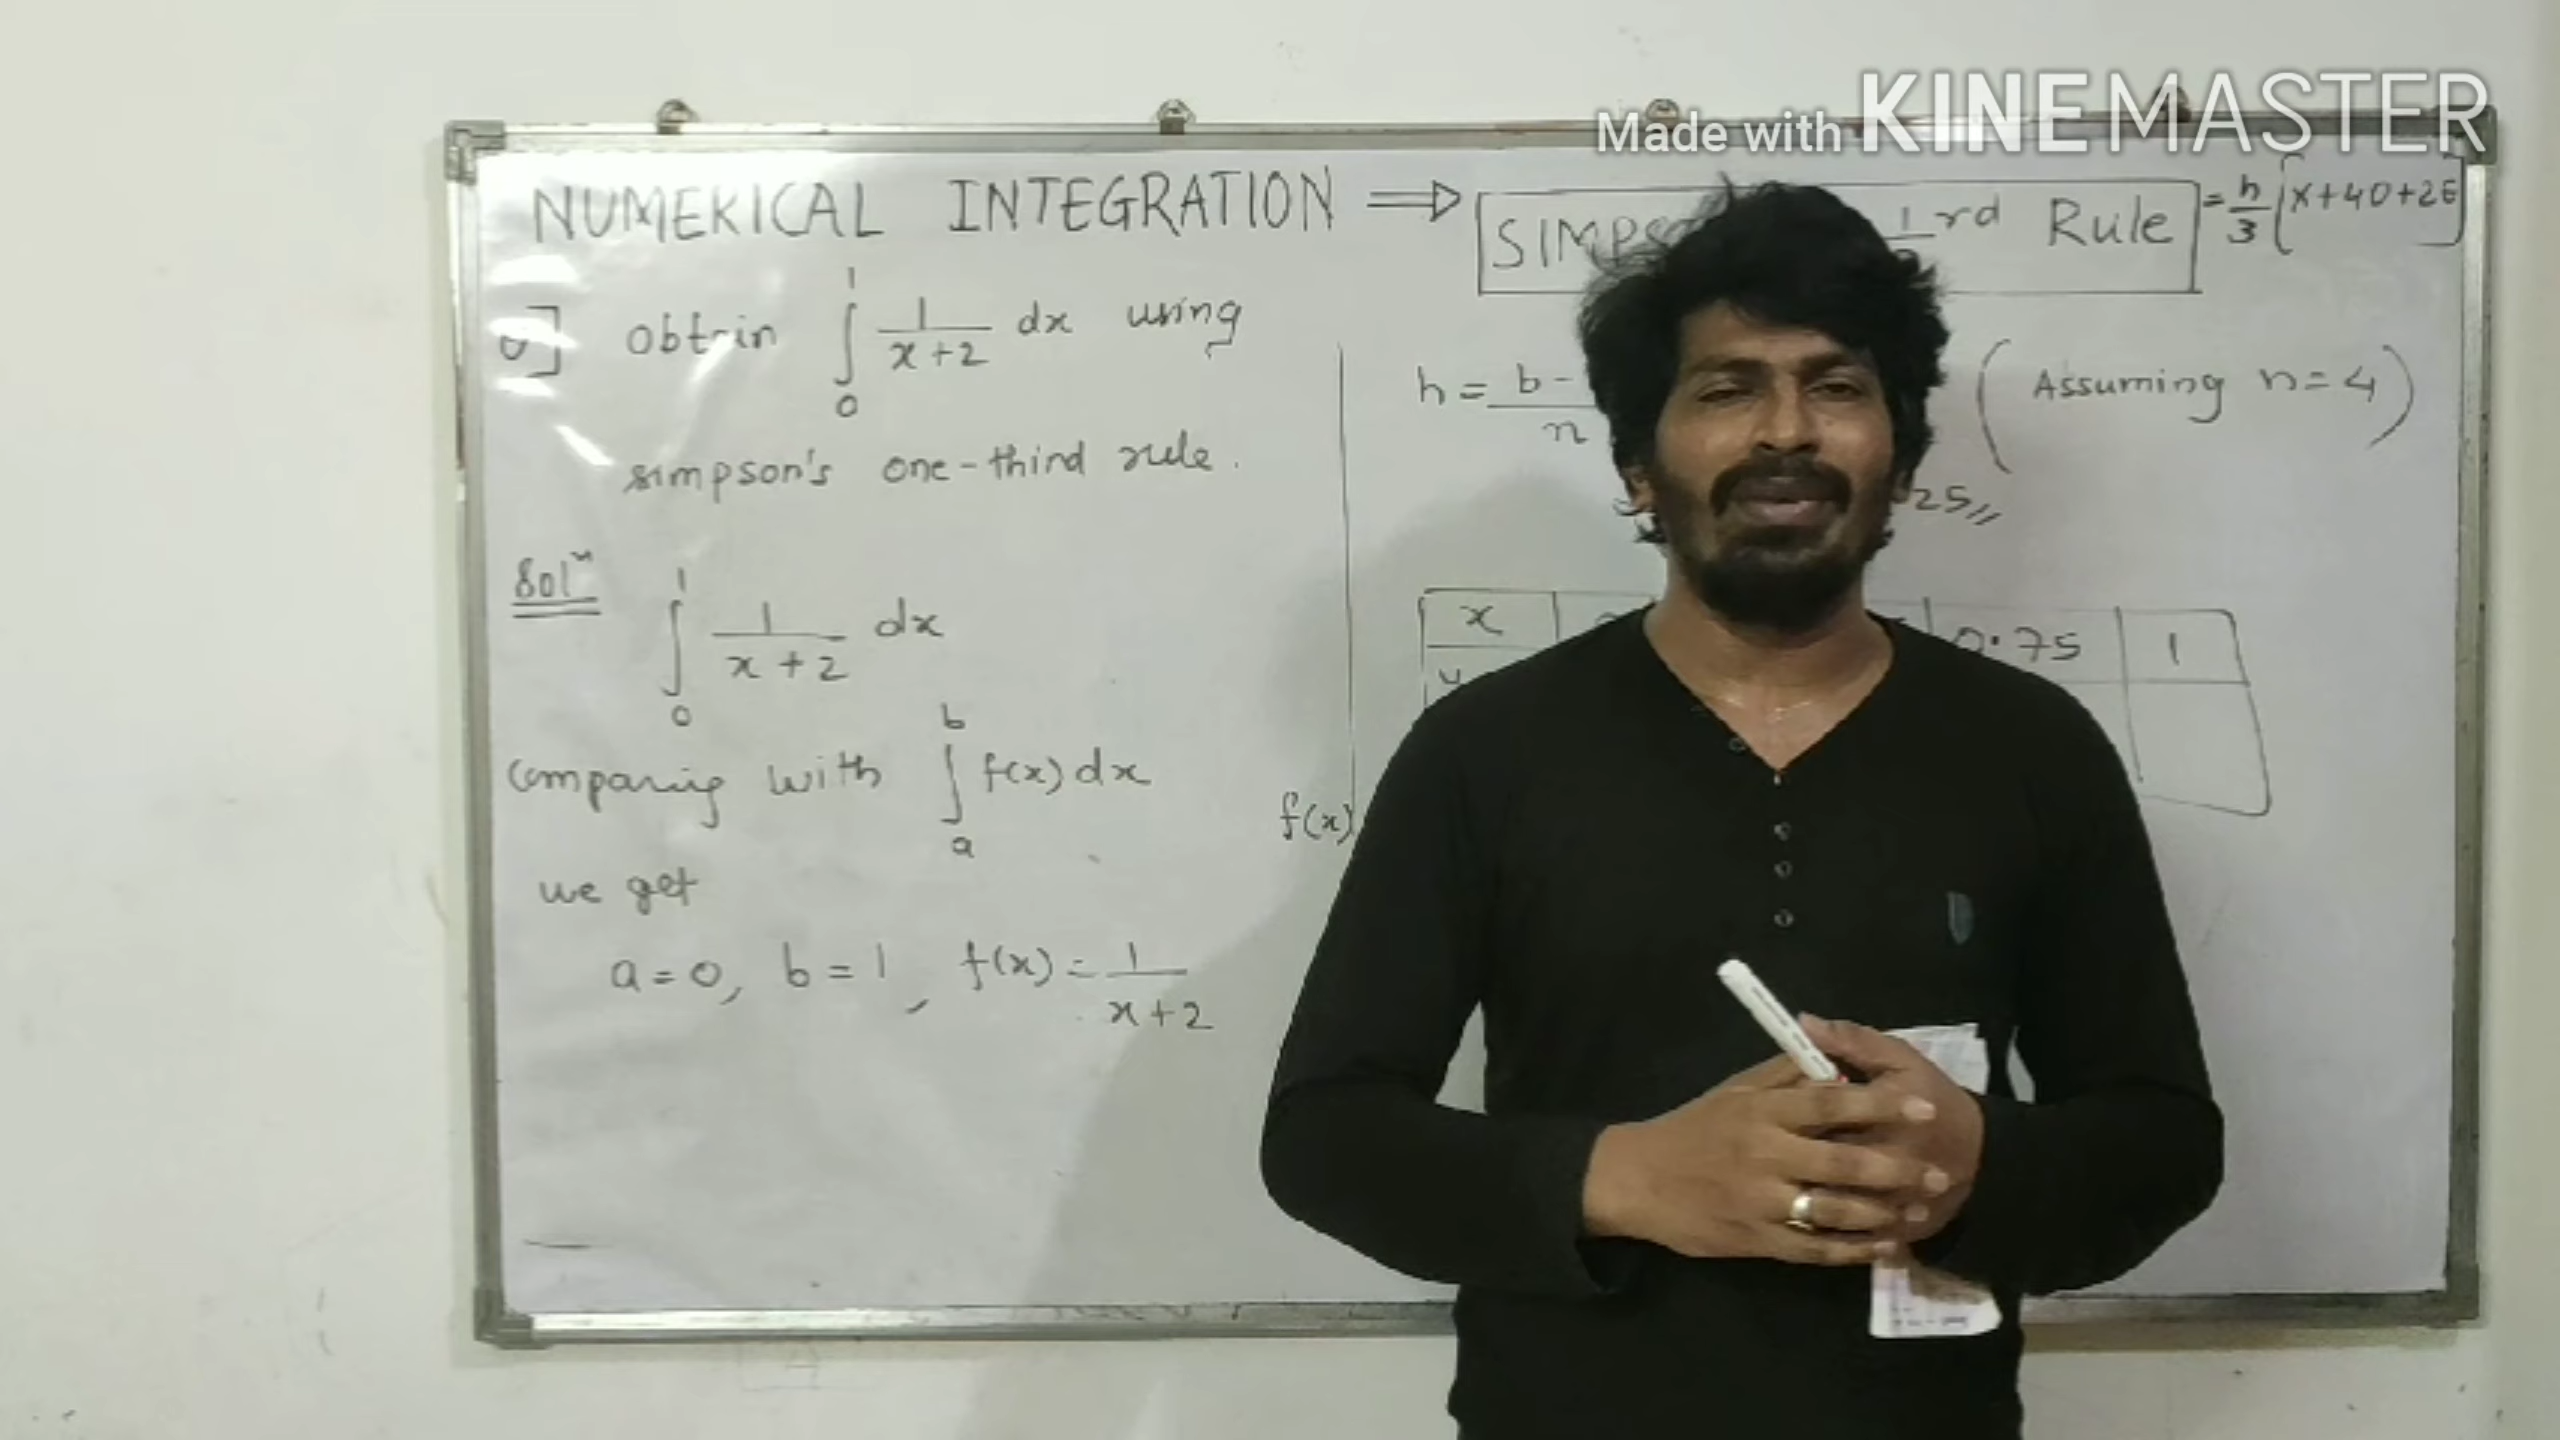 Made with KINEMASTER
NUMERICAL INTEGRATION ⇒ SIMPS 1/3 rd Rule = h/3 [X+4O+2E]
Q] Obtain ∫₀¹ 1/(x+2) dx using
simpson's one-third rule.
Solⁿ ∫₀¹ 1/(x+2) dx
Comparing with ∫ₐᵇ f(x) dx
we get
a=0, b=1, f(x) = 1/(x+2)
h = b- / n (Assuming n=4)
25//
x 0.75 1
y
f(x)